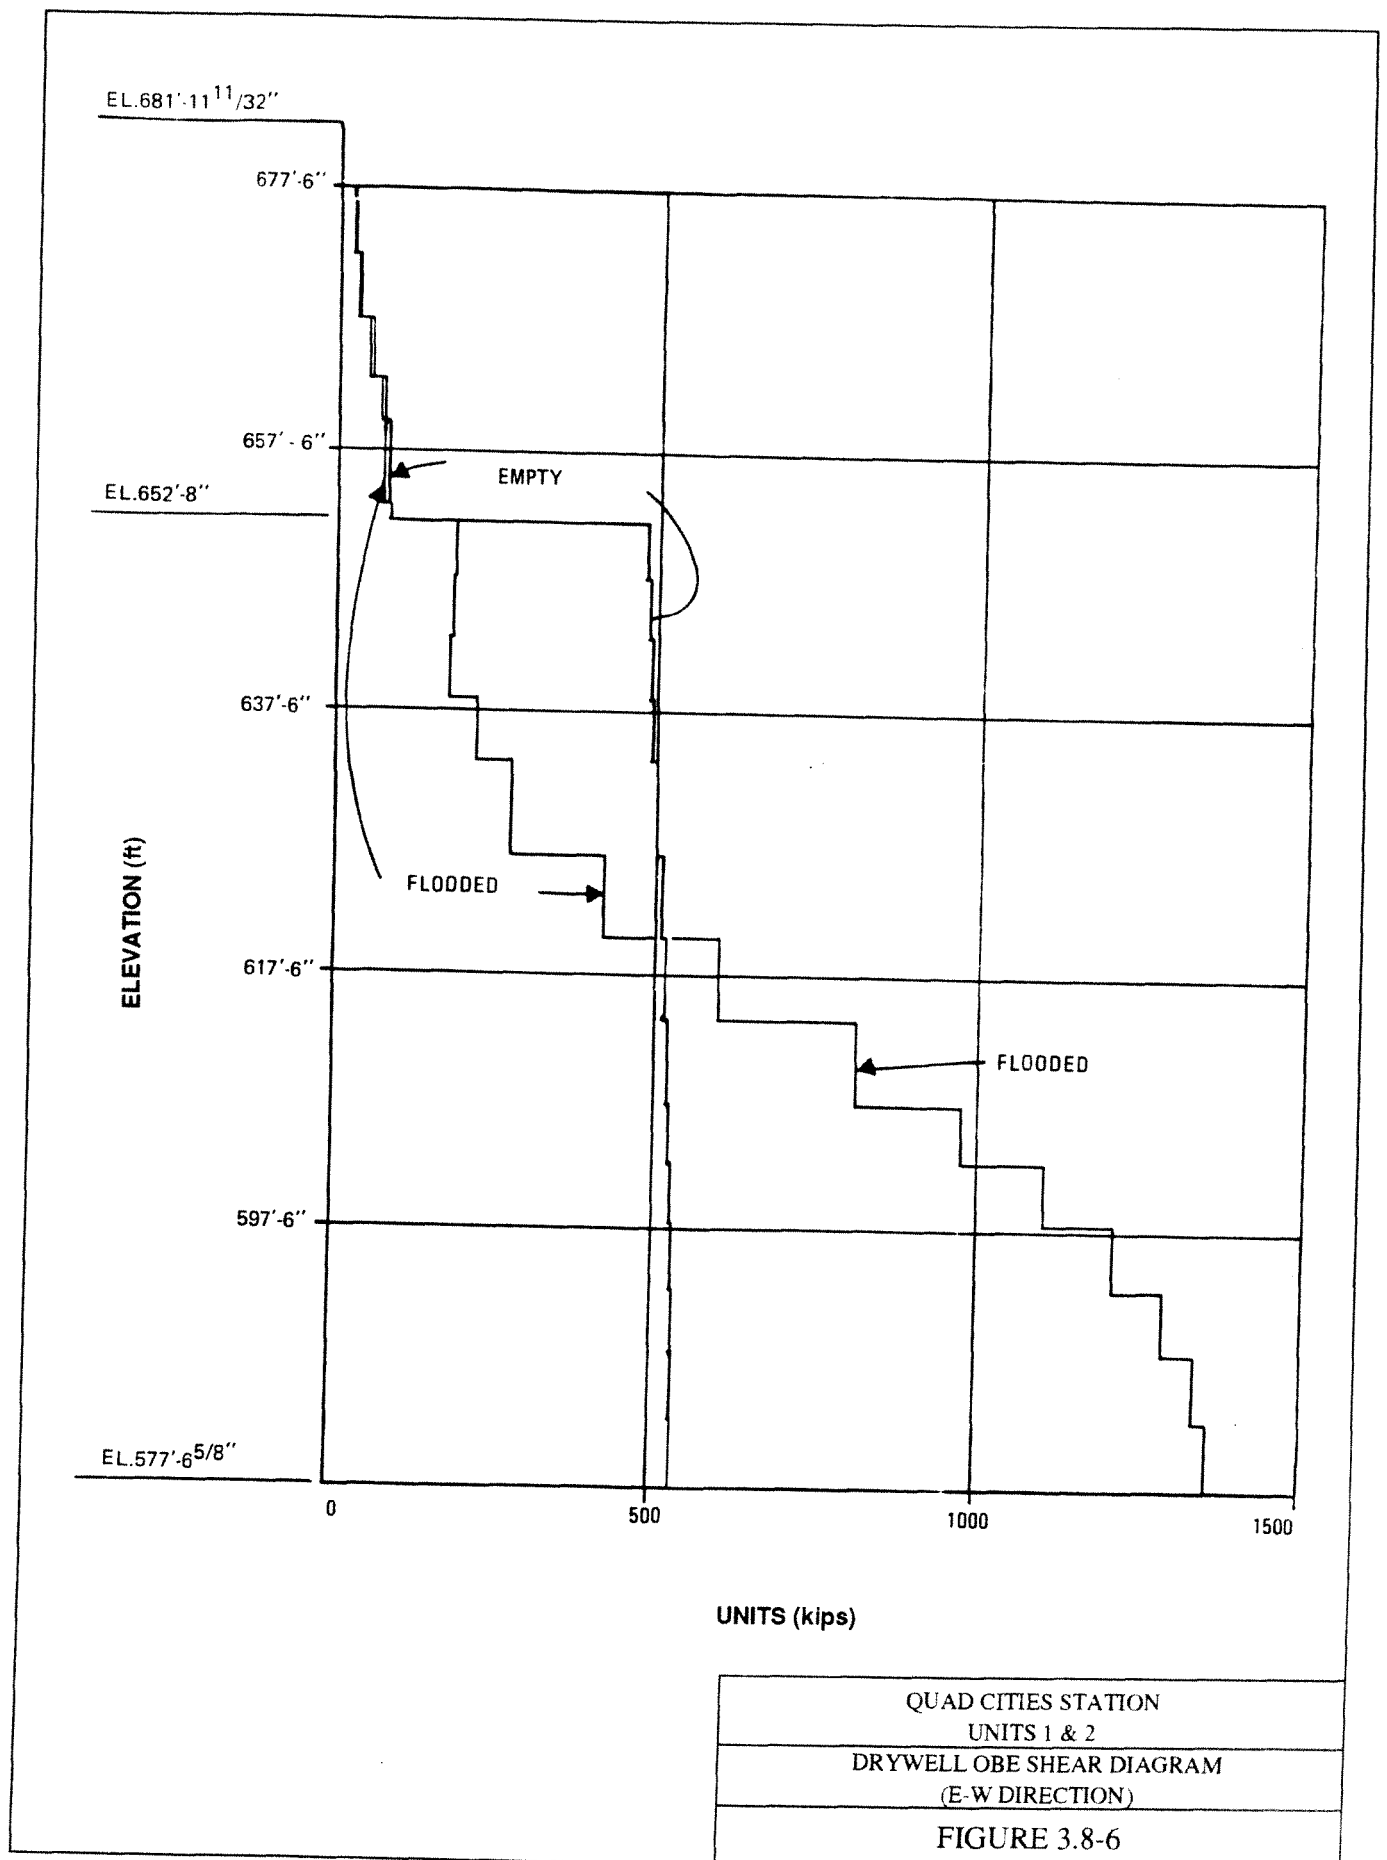 EL.681'-11 11/32"
677'-6"
657'-6"
EMPTY
EL.652'-8"
637'-6"
ELEVATION (ft)
FLOODED
617'-6"
FLOODED
597'-6"
EL.577'-6 5/8"
0
500
1000
1500
UNITS (kips)
QUAD CITIES STATION
UNITS 1 & 2
DRYWELL OBE SHEAR DIAGRAM
(E-W DIRECTION)
FIGURE 3.8-6